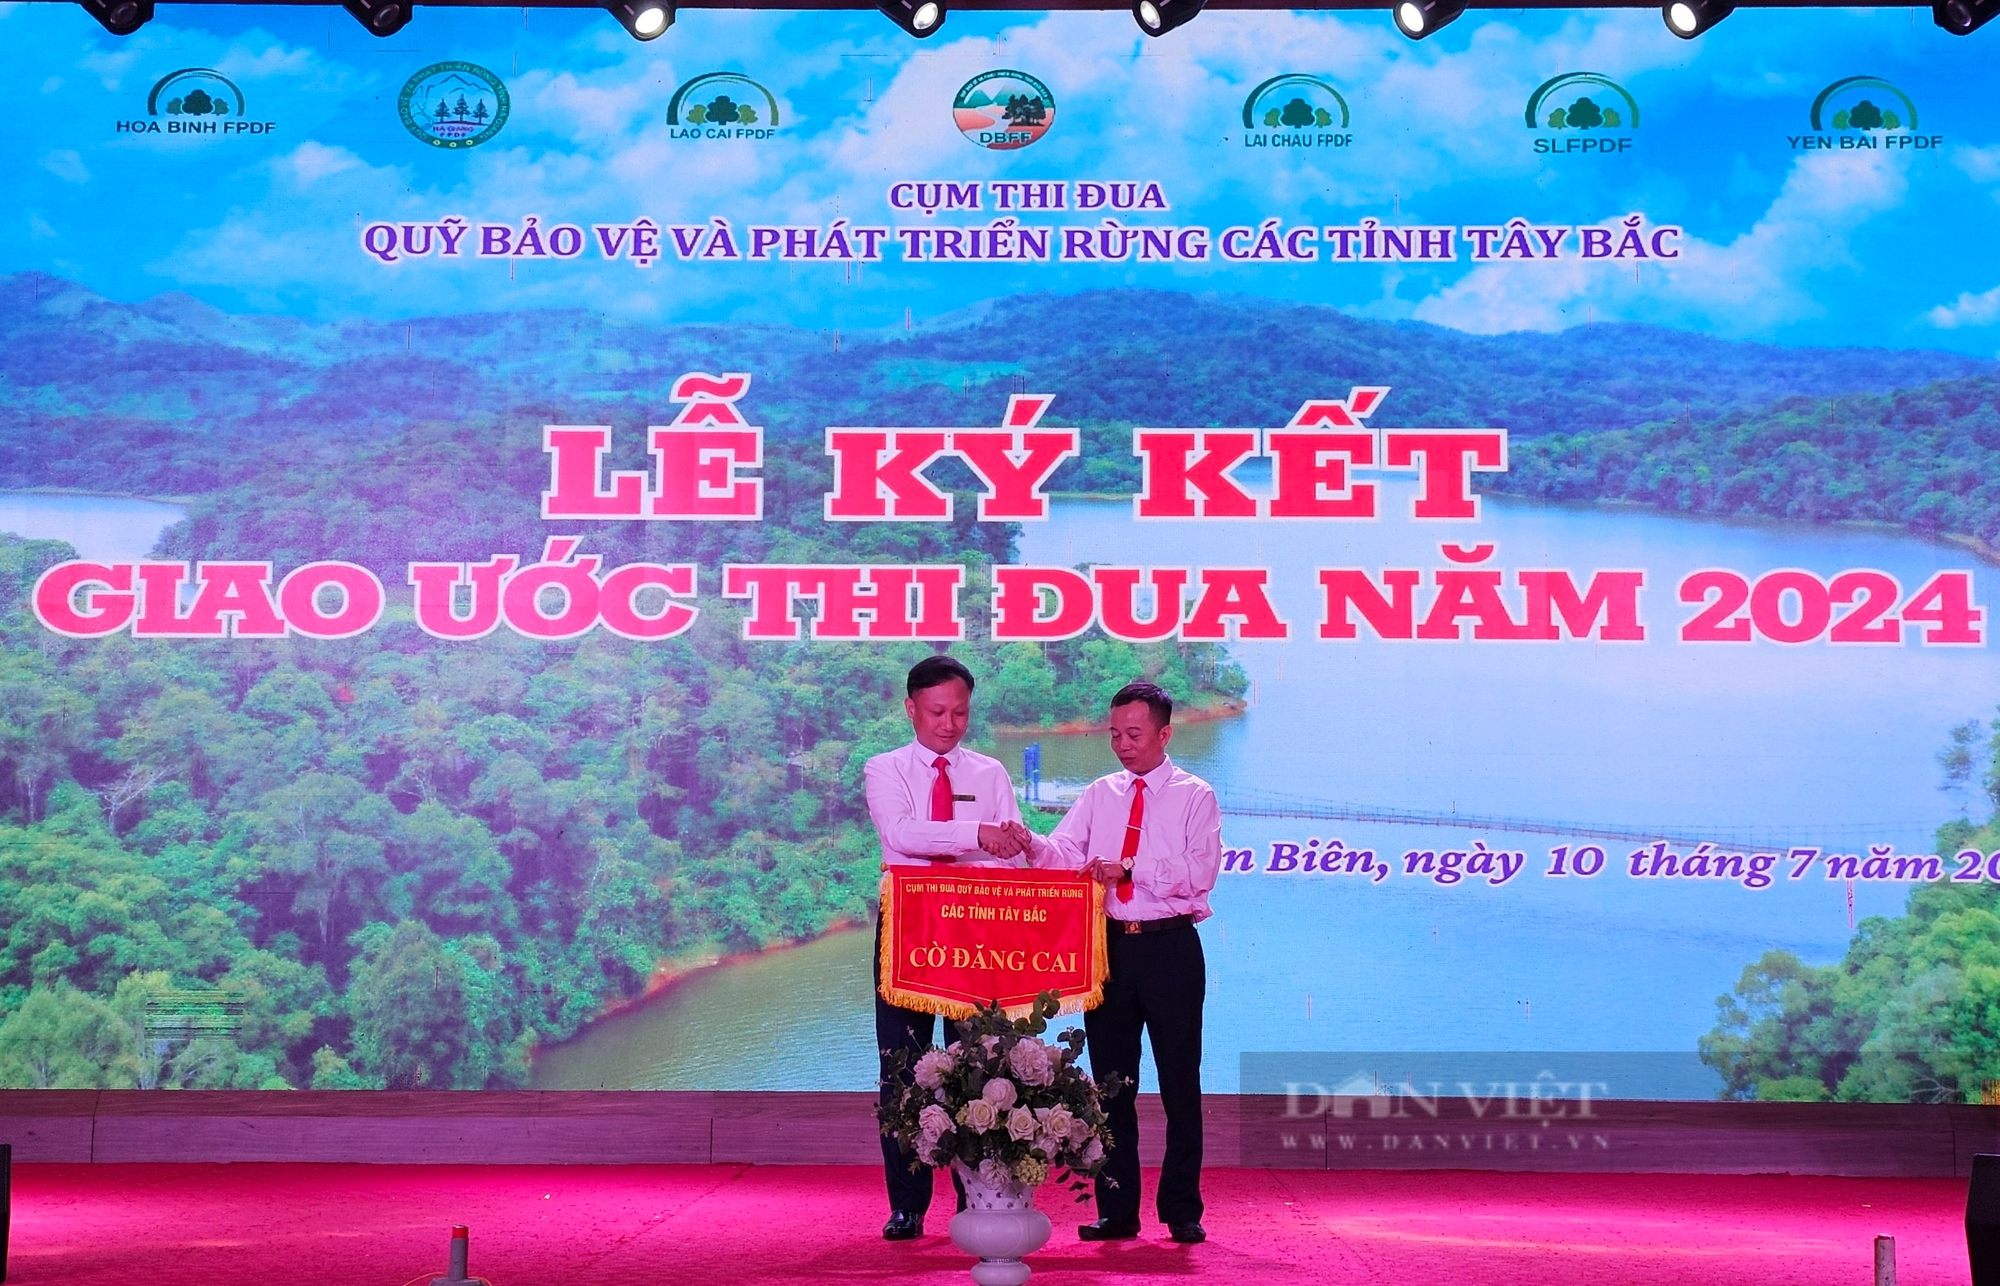 HOA BINH FPDF
HA GIANG
FPDF
LAO CAI FPDF
DBFF
LAI CHAU FPDF
SLFPDF
YEN BAI FPDF
CỤM THI ĐUA
QUỸ BẢO VỆ VÀ PHÁT TRIỂN RỪNG CÁC TỈNH TÂY BẮC
LỄ KÝ KẾT
GIAO ƯỚC THI ĐUA NĂM 2024
Biên, ngày 10 tháng 7 năm
CỤM THI ĐUA QUỸ BẢO VỆ VÀ PHÁT TRIỂN RỪNG
CÁC TỈNH TÂY BẮC
CỜ ĐĂNG CAI
DÂN VIỆT
WWW.DANVIET.VN